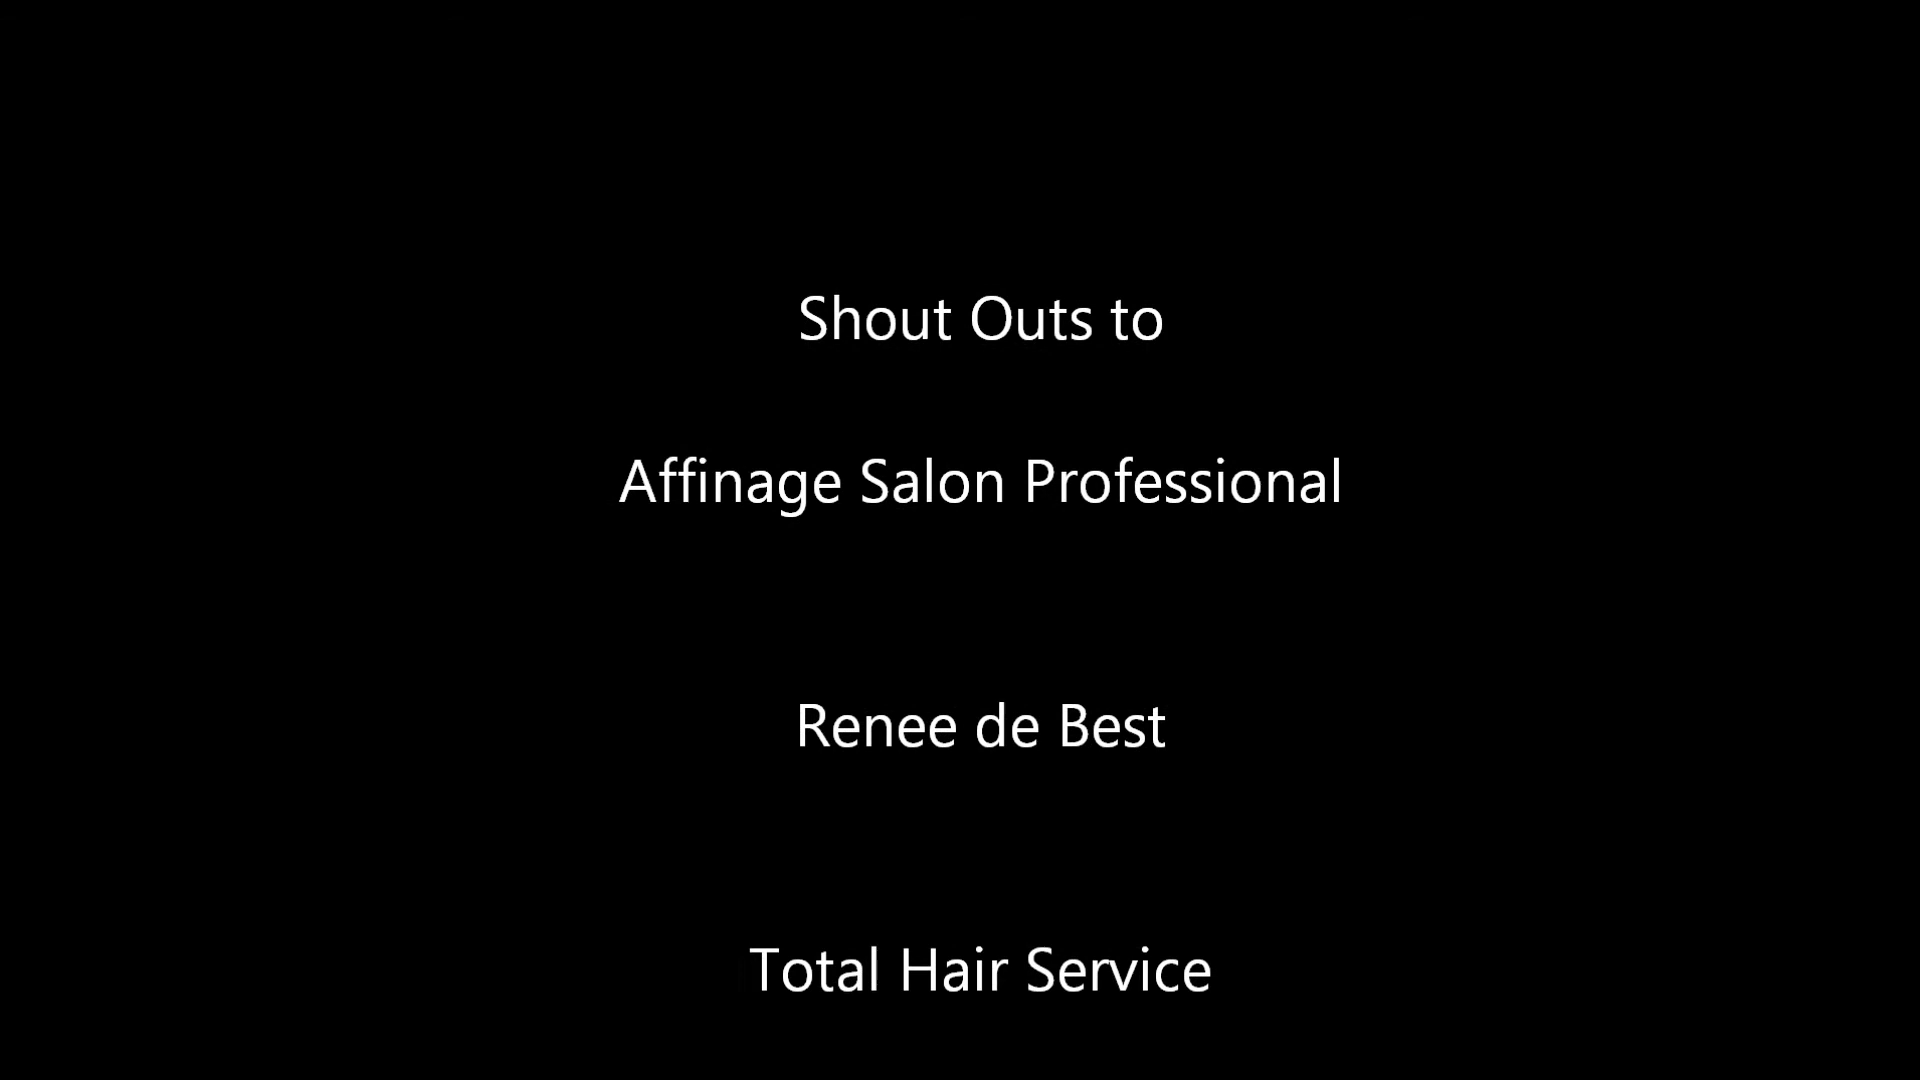 Shout Outs to
Affinage Salon Professional
Renee de Best
Total Hair Service